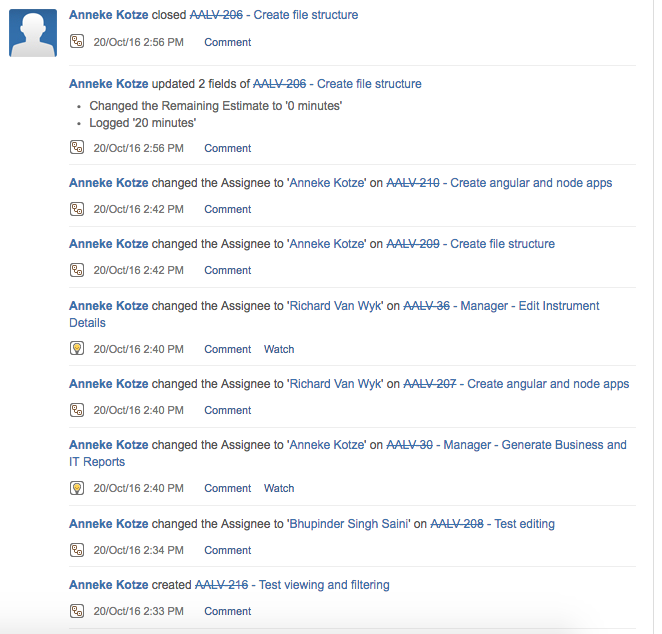 Anneke Kotze closed AALV-206 - Create file structure
20/Oct/16 2:56 PM Comment
Anneke Kotze updated 2 fields of AALV-206 - Create file structure
• Changed the Remaining Estimate to '0 minutes'
• Logged '20 minutes'
20/Oct/16 2:56 PM Comment
Anneke Kotze changed the Assignee to 'Anneke Kotze' on AALV-210 - Create angular and node apps
20/Oct/16 2:42 PM Comment
Anneke Kotze changed the Assignee to 'Anneke Kotze' on AALV-209 - Create file structure
20/Oct/16 2:42 PM Comment
Anneke Kotze changed the Assignee to 'Richard Van Wyk' on AALV-36 - Manager - Edit Instrument
Details
20/Oct/16 2:40 PM Comment Watch
Anneke Kotze changed the Assignee to 'Richard Van Wyk' on AALV-207 - Create angular and node apps
20/Oct/16 2:40 PM Comment
Anneke Kotze changed the Assignee to 'Anneke Kotze' on AALV-30 - Manager - Generate Business and
IT Reports
20/Oct/16 2:40 PM Comment Watch
Anneke Kotze changed the Assignee to 'Bhupinder Singh Saini' on AALV-208 - Test editing
20/Oct/16 2:34 PM Comment
Anneke Kotze created AALV-216 - Test viewing and filtering
20/Oct/16 2:33 PM Comment